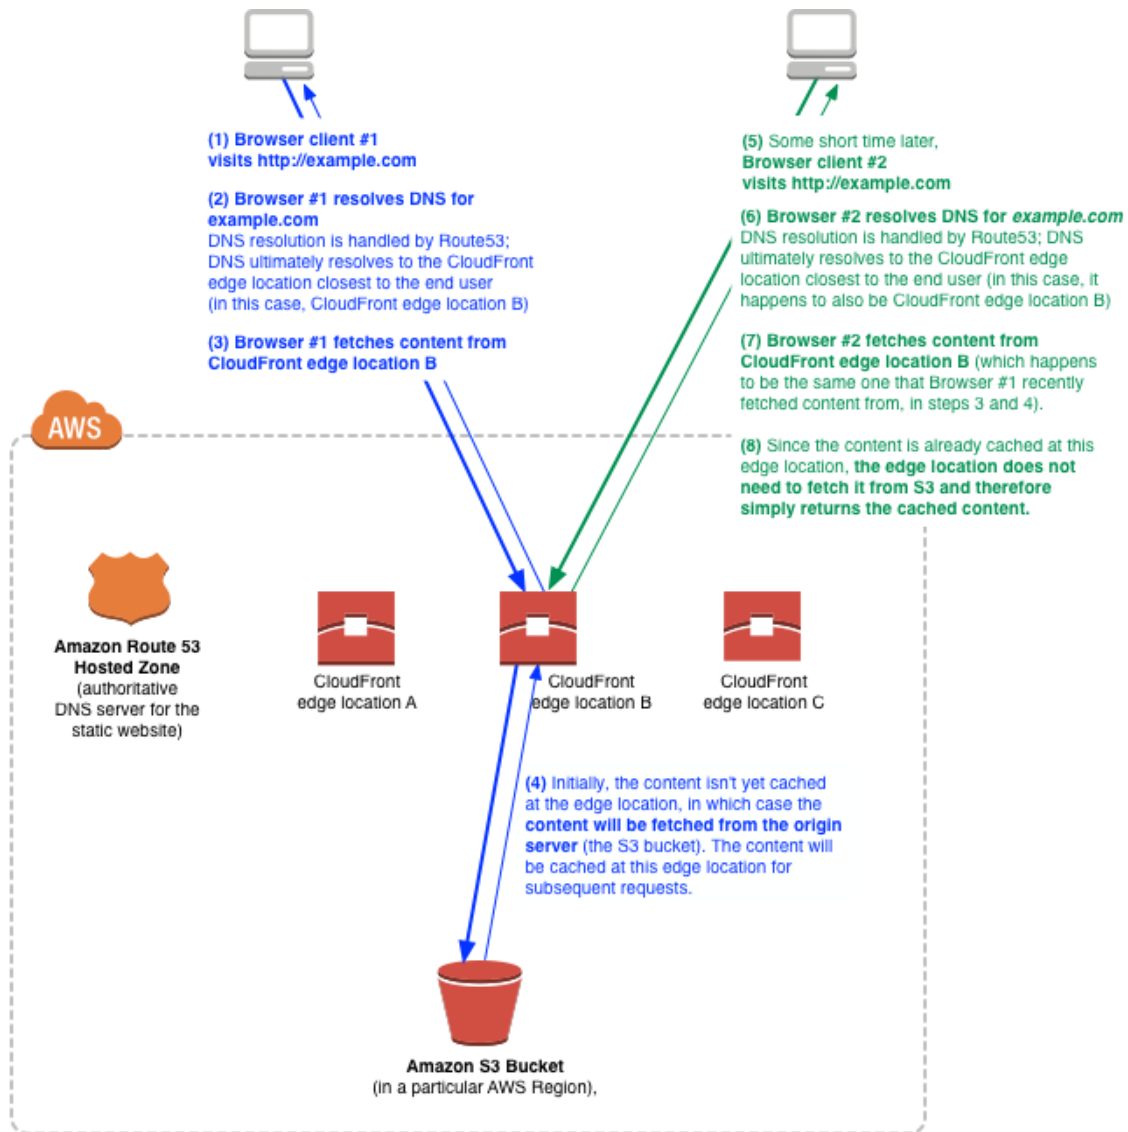 (1) Browser client #1
visits http://example.com
(2) Browser #1 resolves DNS for
example.com
DNS resolution is handled by Route53;
DNS ultimately resolves to the CloudFront
edge location closest to the end user
(in this case, CloudFront edge location B)
(3) Browser #1 fetches content from
CloudFront edge location B
(5) Some short time later,
Browser client #2
visits http://example.com
(6) Browser #2 resolves DNS for example.com
DNS resolution is handled by Route53; DNS
ultimately resolves to the CloudFront edge
location closest to the end user (in this case, it
happens to also be CloudFront edge location B)
(7) Browser #2 fetches content from
CloudFront edge location B (which happens
to be the same one that Browser #1 recently
fetched content from, in steps 3 and 4).
(8) Since the content is already cached at this
edge location, the edge location does not
need to fetch it from S3 and therefore
simply returns the cached content.
AWS
Amazon Route 53
Hosted Zone
(authoritative
DNS server for the
static website)
CloudFront
edge location A
CloudFront
edge location B
CloudFront
edge location C
(4) Initially, the content isn't yet cached
at the edge location, in which case the
content will be fetched from the origin
server (the S3 bucket). The content will
be cached at this edge location for
subsequent requests.
Amazon S3 Bucket
(in a particular AWS Region),